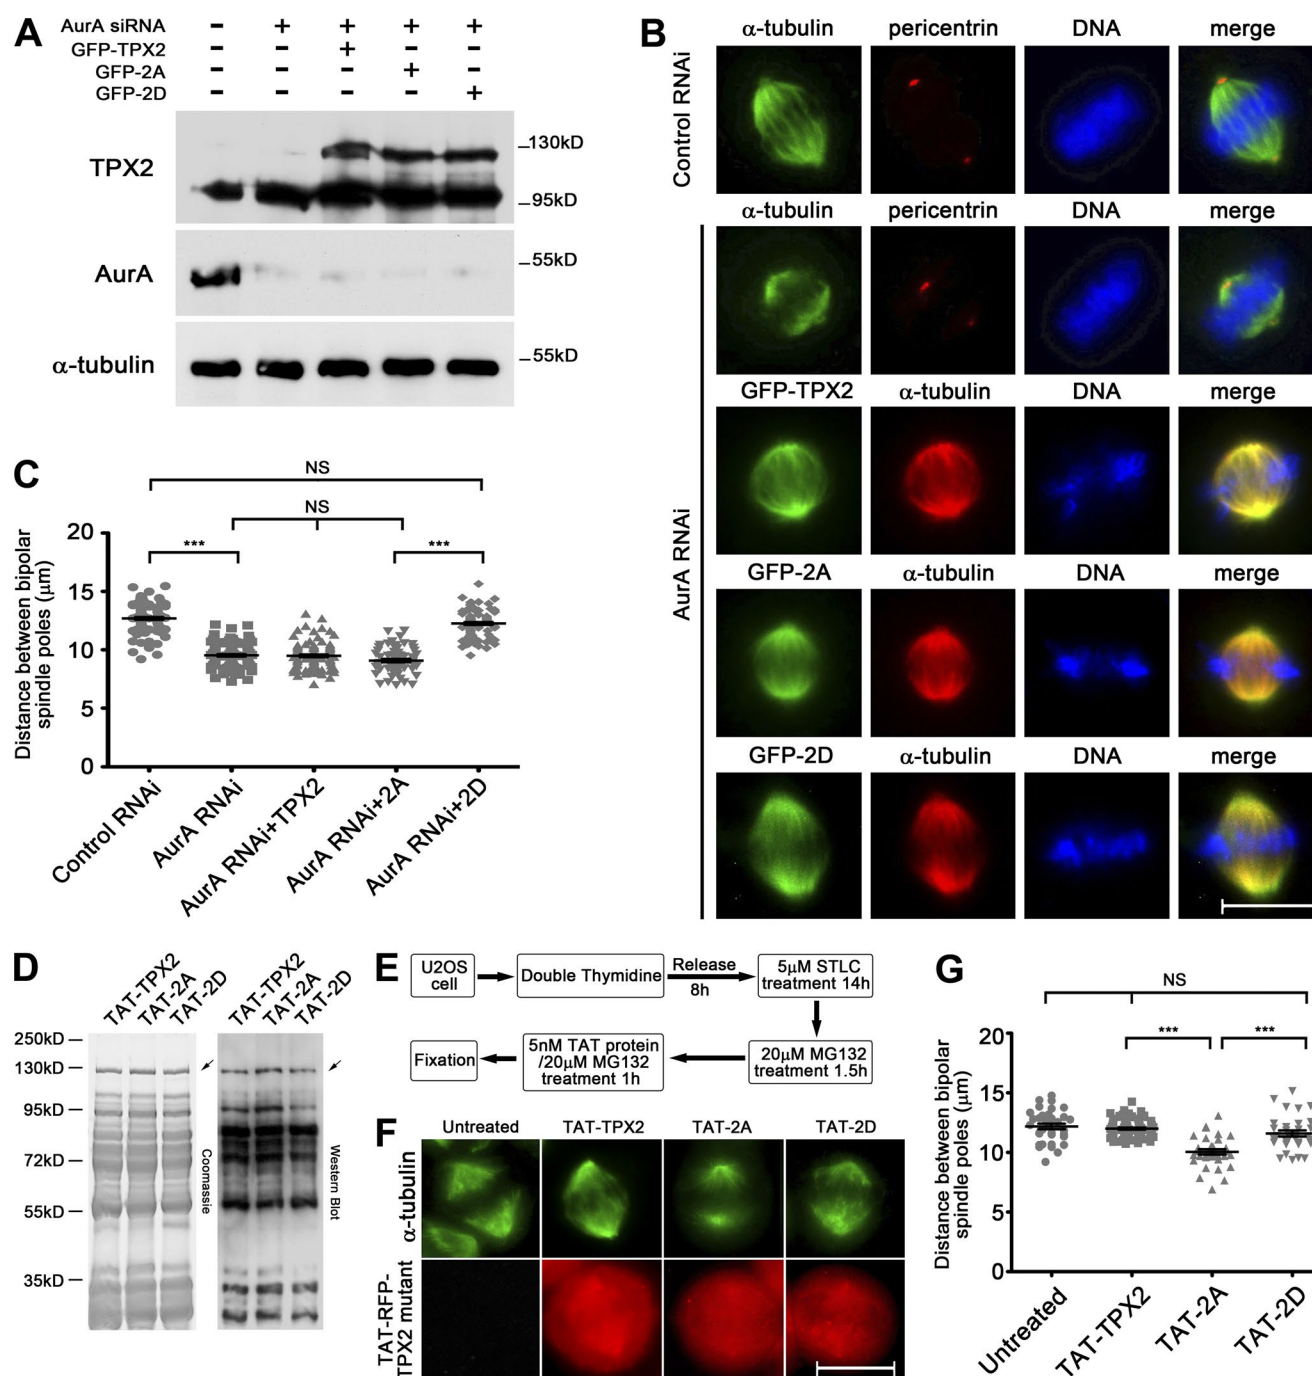 A
AurA siRNA - + + + +
GFP-TPX2 - - + - -
GFP-2A - - - + -
GFP-2D - - - - +
TPX2
130kD
95kD
AurA
55kD
α-tubulin
55kD
B
α-tubulin pericentrin DNA merge
Control RNAi
α-tubulin pericentrin DNA merge
AurA RNAi
GFP-TPX2 α-tubulin DNA merge
GFP-2A α-tubulin DNA merge
GFP-2D α-tubulin DNA merge
C
NS
NS
*** ***
Distance between bipolar
spindle poles (μm)
20
15
10
5
0
Control RNAi
AurA RNAi
AurA RNAi+TPX2
AurA RNAi+2A
AurA RNAi+2D
D
TAT-TPX2
TAT-2A
TAT-2D
TAT-TPX2
TAT-2A
TAT-2D
250kD
130kD
95kD
72kD
55kD
35kD
Coomassie
Western Blot
E
U2OS
cell
Double Thymidine
Release
8h
5μM STLC
treatment 14h
20μM MG132
treatment 1.5h
5nM TAT protein
/20μM MG132
treatment 1h
Fixation
F
Untreated TAT-TPX2 TAT-2A TAT-2D
α-tubulin
TAT-RFP-
TPX2 mutant
G
NS
*** ***
Distance between bipolar
spindle poles (μm)
20
15
10
5
0
Untreated
TAT-TPX2
TAT-2A
TAT-2D